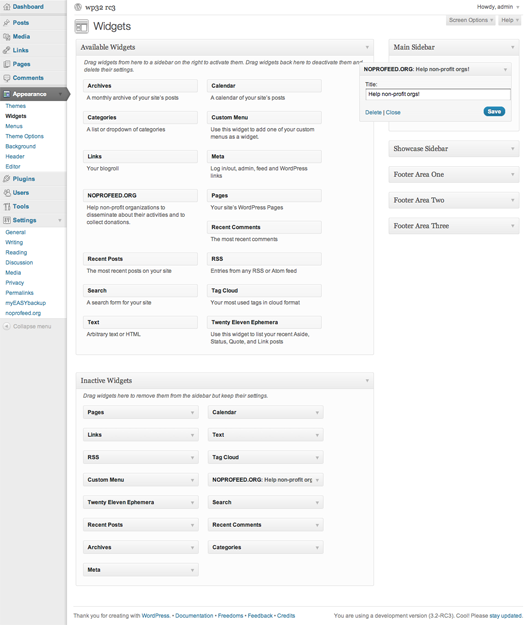 Dashboard
wp32 rc3
Howdy, admin
Screen Options
Help
Posts
Media
Links
Pages
Comments
Appearance
Themes
Widgets
Menus
Theme Options
Background
Header
Editor
Plugins
Users
Tools
Settings
General
Writing
Reading
Discussion
Media
Privacy
Permalinks
myEASYbackup
noprofeed.org
Collapse menu
Widgets
Available Widgets
Drag widgets from here to a sidebar on the right to activate them. Drag widgets back here to deactivate them and
delete their settings.
Archives
A monthly archive of your site's posts
Calendar
A calendar of your site's posts
Categories
A list or dropdown of categories
Custom Menu
Use this widget to add one of your custom
menus as a widget.
Links
Your blogroll
Meta
Log in/out, admin, feed and WordPress
links
NOPROFEED.ORG
Help non-profit organizations to
disseminate about their activities and to
collect donations.
Pages
Your site's WordPress Pages
Recent Comments
The most recent comments
Recent Posts
The most recent posts on your site
RSS
Entries from any RSS or Atom feed
Search
A search form for your site
Tag Cloud
Your most used tags in cloud format
Text
Arbitrary text or HTML
Twenty Eleven Ephemera
Use this widget to list your recent Aside,
Status, Quote, and Link posts
Main Sidebar
NOPROFEED.ORG: Help non-profit orgs!
Title:
Help non-profit orgs!
Delete | Close
Save
Showcase Sidebar
Footer Area One
Footer Area Two
Footer Area Three
Inactive Widgets
Drag widgets here to remove them from the sidebar but keep their settings.
Pages
Calendar
Links
Text
RSS
Tag Cloud
Custom Menu
NOPROFEED.ORG: Help non-profit org
Twenty Eleven Ephemera
Search
Recent Posts
Recent Comments
Archives
Categories
Meta
Thank you for creating with WordPress. • Documentation • Freedoms • Feedback • Credits
You are using a development version (3.2-RC3). Cool! Please stay updated.